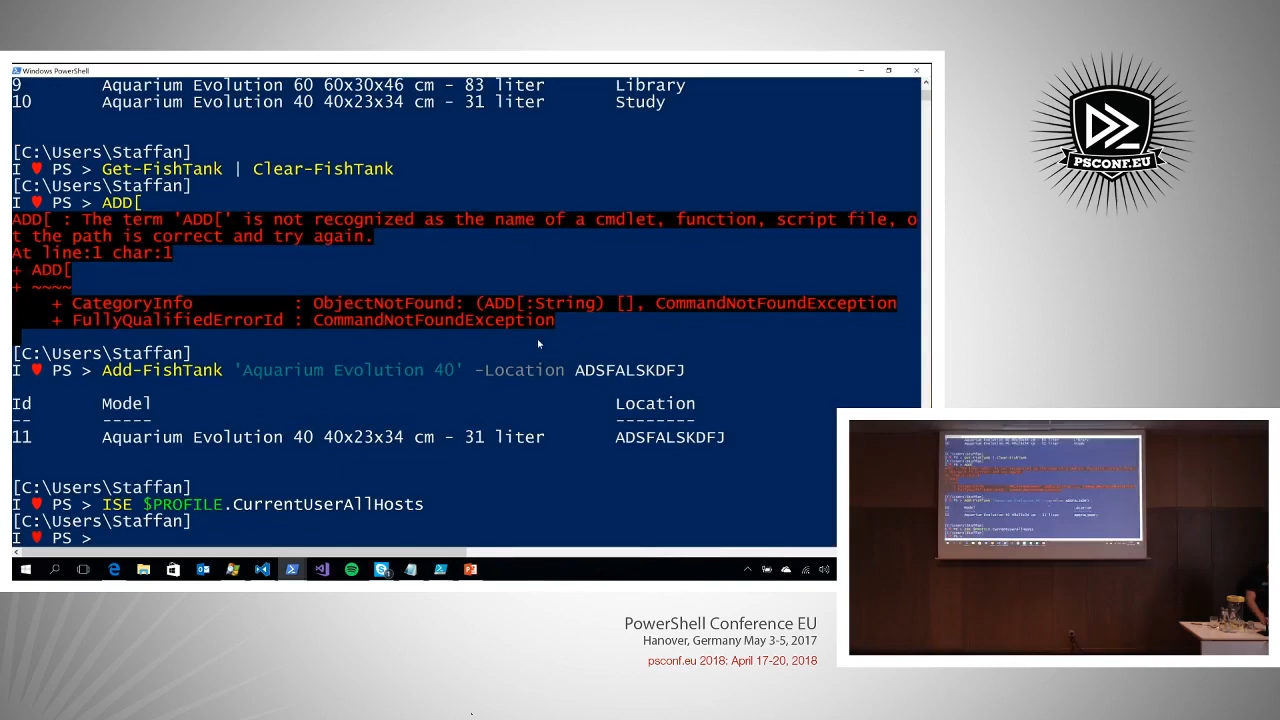 Windows PowerShell
9 Aquarium Evolution 60 60x30x46 cm - 83 liter Library
10 Aquarium Evolution 40 40x23x34 cm - 31 liter Study
[C:\Users\Staffan]
I ♥ PS > Get-FishTank | Clear-FishTank
[C:\Users\Staffan]
I ♥ PS > ADD[
ADD[ : The term 'ADD[' is not recognized as the name of a cmdlet, function, script file, o
t the path is correct and try again.
At line:1 char:1
+ ADD[
+ ~~~~
+ CategoryInfo : ObjectNotFound: (ADD[:String) [], CommandNotFoundException
+ FullyQualifiedErrorId : CommandNotFoundException
[C:\Users\Staffan]
I ♥ PS > Add-FishTank 'Aquarium Evolution 40' -Location ADSFALSKDFJ
Id Model Location
-- ----- --------
11 Aquarium Evolution 40 40x23x34 cm - 31 liter ADSFALSKDFJ
[C:\Users\Staffan]
I ♥ PS > ISE $PROFILE.CurrentUserAllHosts
[C:\Users\Staffan]
I ♥ PS >
PSCONF.EU
PowerShell Conference EU
Hanover, Germany May 3-5, 2017
psconf.eu 2018: April 17-20, 2018